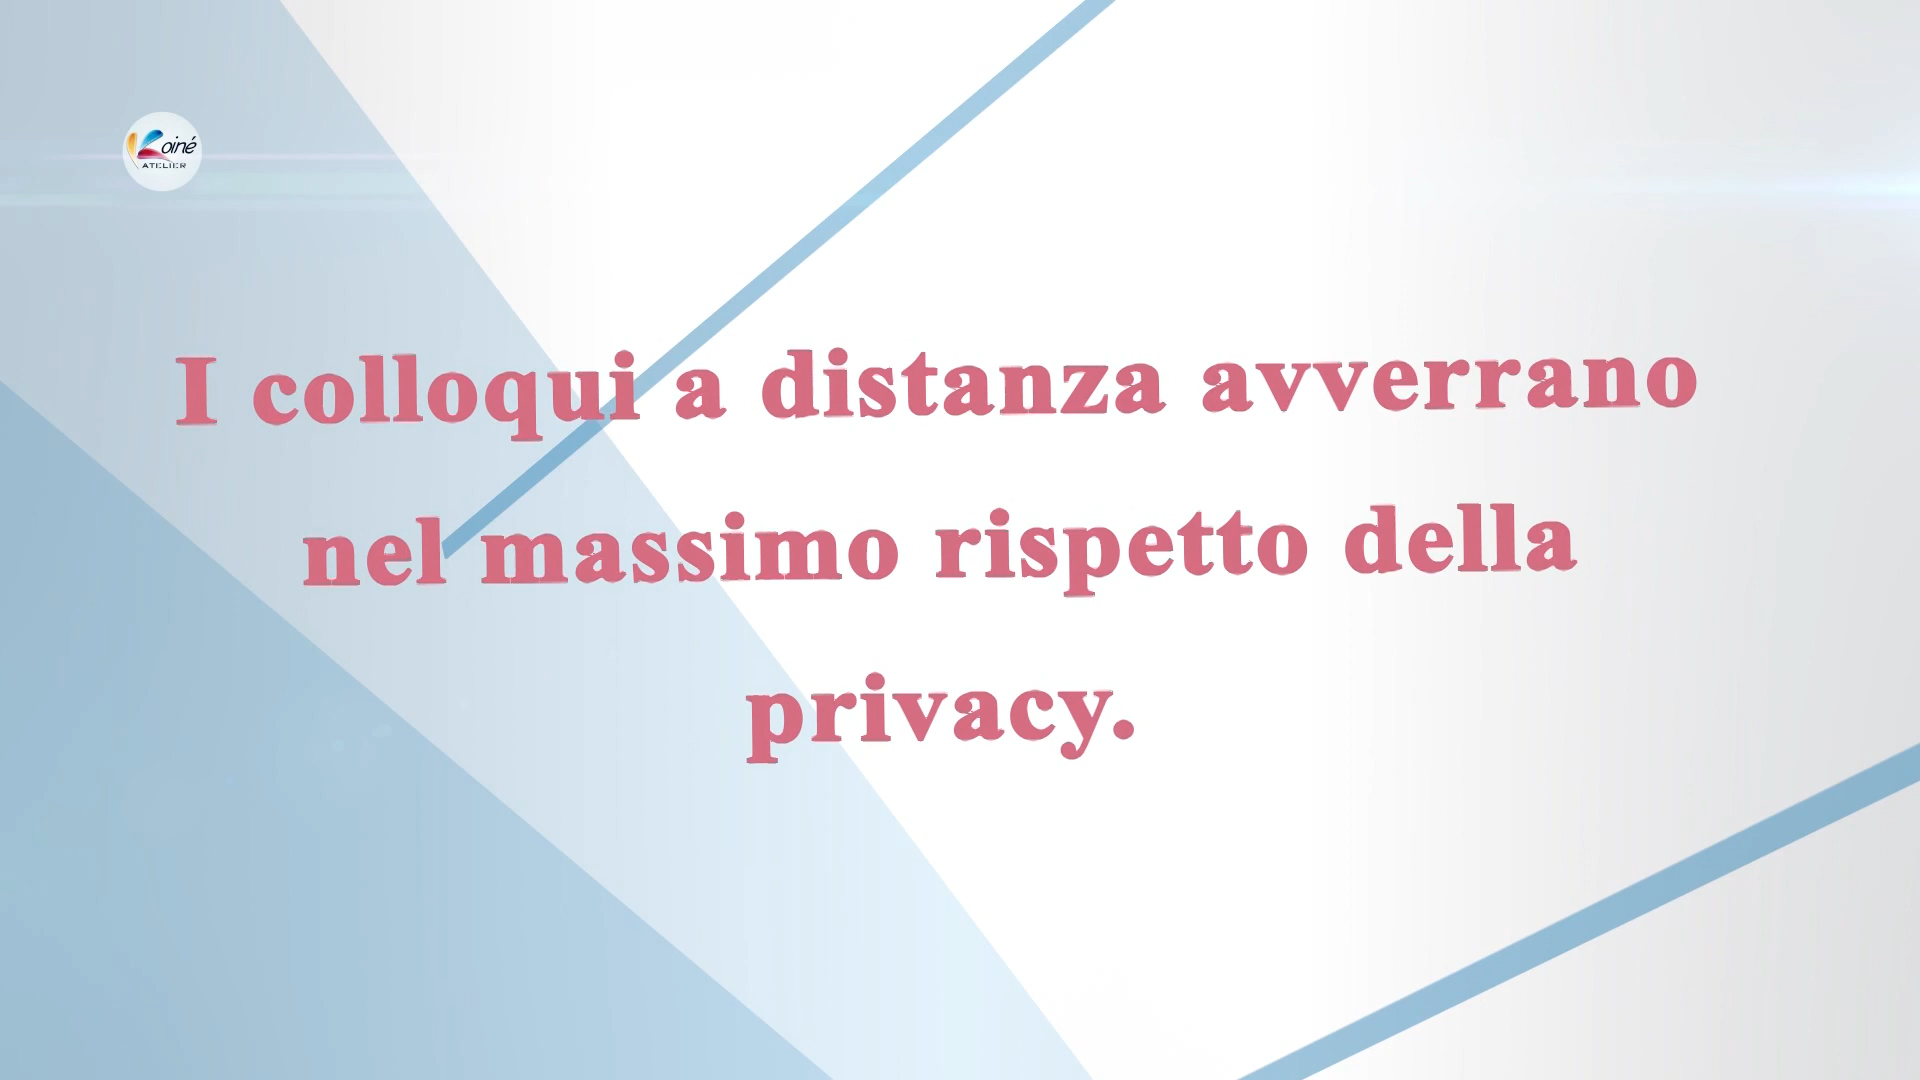 Koiné
ATELIER
I colloqui a distanza avverrano
nel massimo rispetto della
privacy.